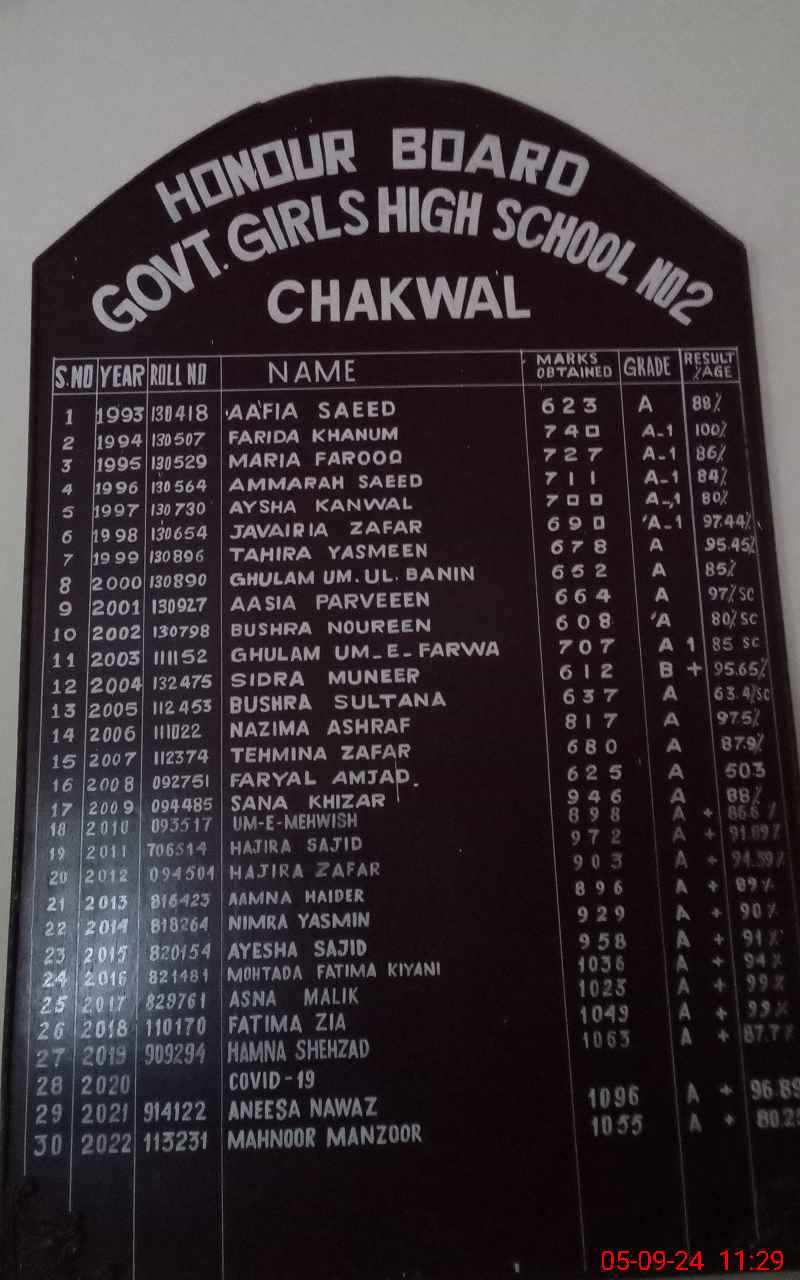 HONOUR BOARD
GOVT. GIRLS HIGH SCHOOL NO2
CHAKWAL
S.NO YEAR ROLL NO NAME MARKS OBTAINED GRADE RESULT %AGE
1 1993 130418 AAFIA SAEED 623 A 88%
2 1994 130507 FARIDA KHANUM 740 A-1 100%
3 1995 130529 MARIA FAROOQ 727 A-1 86%
4 1996 130564 AMMARAH SAEED 711 A-1 84%
5 1997 130730 AYSHA KANWAL 700 A-1 80%
6 1998 130654 JAVAIRIA ZAFAR 690 A-1 97.44%
7 1999 130896 TAHIRA YASMEEN 678 A 95.45%
8 2000 130890 GHULAM UM.UL.BANIN 652 A 85%
9 2001 130927 AASIA PARVEEEN 664 A 97% SC
10 2002 130798 BUSHRA NOUREEN 608 A 80% SC
11 2003 111152 GHULAM UM-E-FARWA 707 A 1 85 SC
12 2004 132475 SIDRA MUNEER 612 B + 95.65%
13 2005 112453 BUSHRA SULTANA 637 A 63.4% SC
14 2006 111022 NAZIMA ASHRAF 817 A 97.5%
15 2007 112374 TEHMINA ZAFAR 680 A 87.9%
16 2008 092751 FARYAL AMJAD. 625 A 503
17 2009 094485 SANA KHIZAR 946 A 88%
18 2010 093517 UM-E-MEHWISH 898 A + 86.6%
19 2011 706514 HAJIRA SAJID 972 A + 91.89%
20 2012 094504 HAJIRA ZAFAR 903 A + 94.59%
21 2013 816423 AAMNA HAIDER 896 A + 89%
22 2014 818264 NIMRA YASMIN 929 A + 90%
23 2015 820154 AYESHA SAJID 958 A + 91%
24 2016 821481 MOHTADA FATIMA KIYANI 1036 A + 94%
25 2017 829761 ASNA MALIK 1023 A + 99%
26 2018 110170 FATIMA ZIA 1049 A + 99%
27 2019 909294 HAMNA SHEHZAD 1063 A + 87.7%
28 2020 COVID-19
29 2021 914122 ANEESA NAWAZ 1096 A + 96.89
30 2022 113231 MAHNOOR MANZOOR 1055 A +
05-09-24 11:29